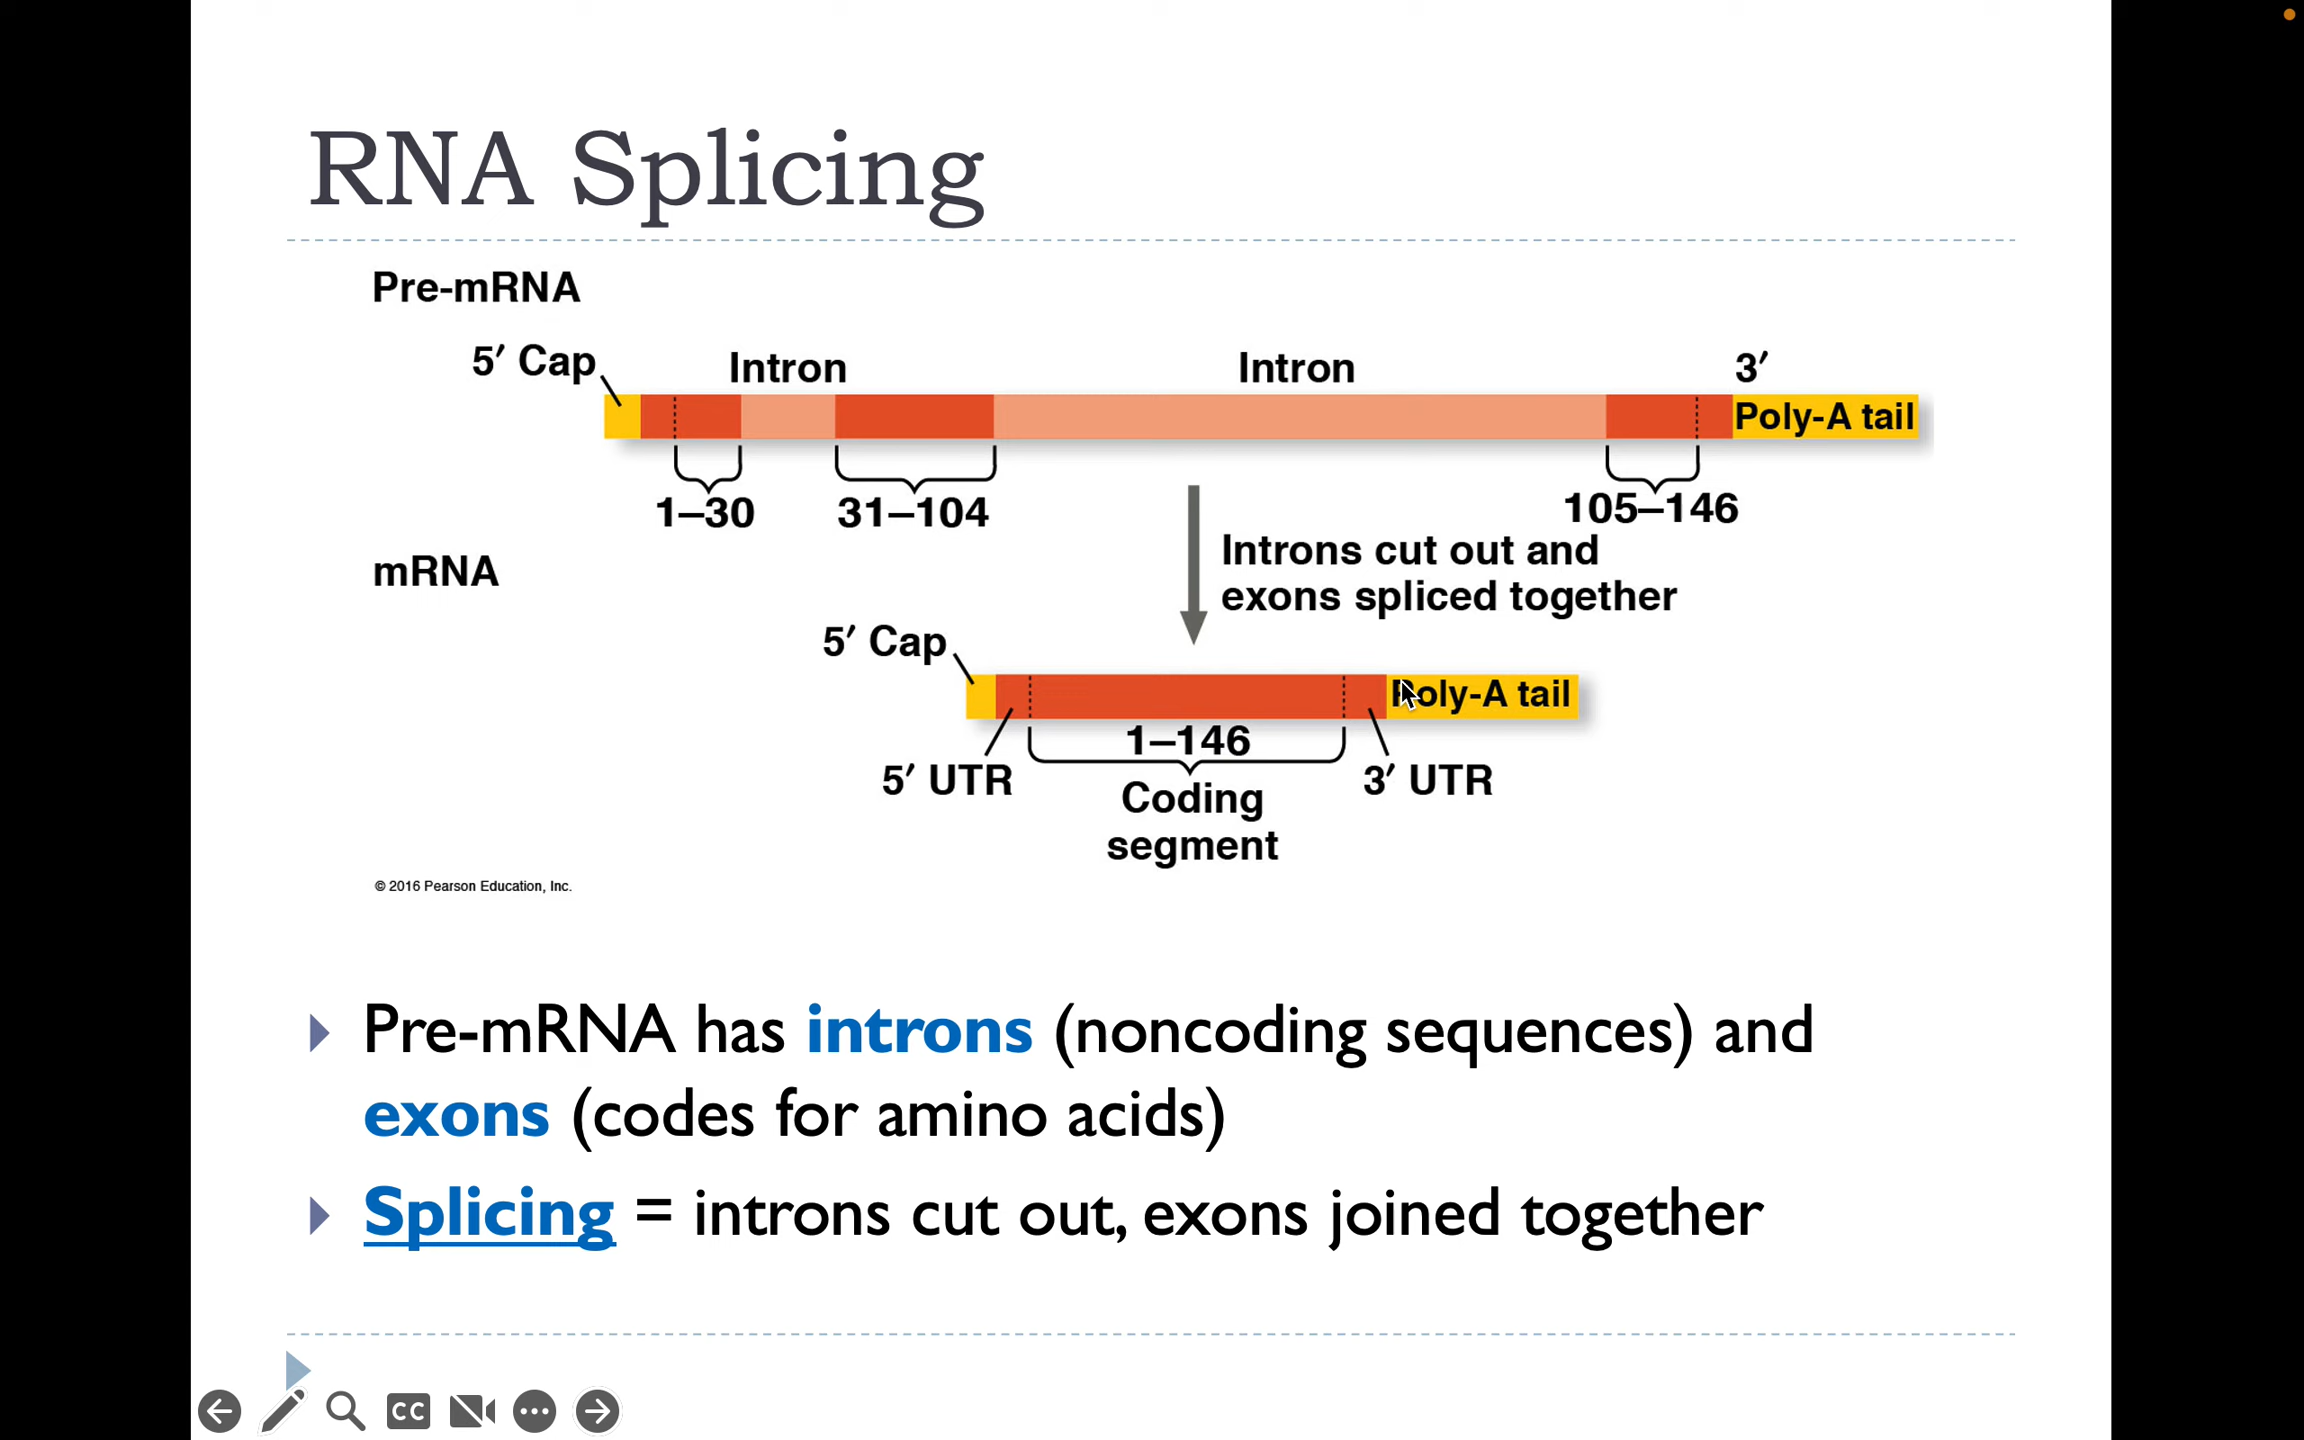 RNA Splicing
Pre-mRNA
5′ Cap
Intron
Intron
3′
Poly-A tail
1–30
31–104
105–146
Introns cut out and
exons spliced together
mRNA
5′ Cap
Poly-A tail
1–146
5′ UTR
3′ UTR
Coding
segment
© 2016 Pearson Education, Inc.
Pre-mRNA has introns (noncoding sequences) and
exons (codes for amino acids)
Splicing = introns cut out, exons joined together
CC